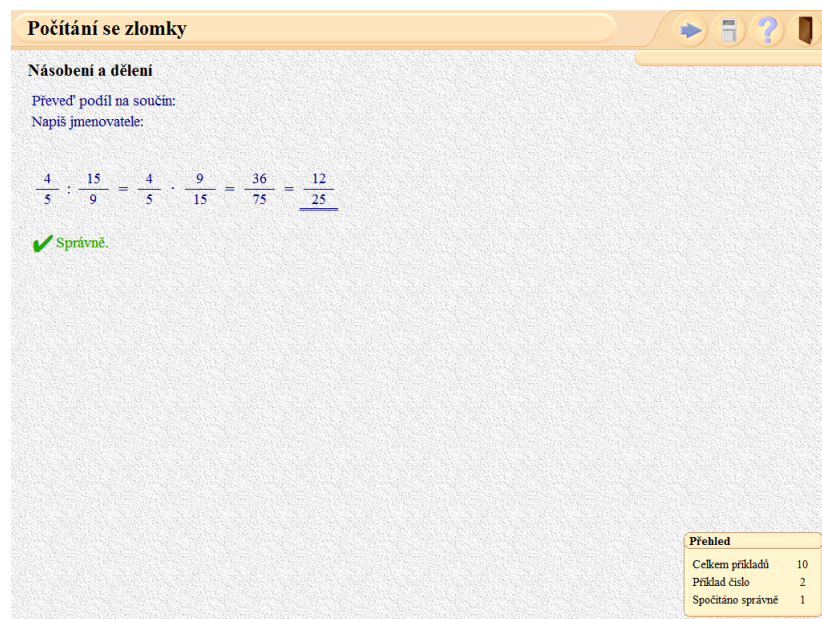 Počítání se zlomky
Násobení a dělení
Převeď podíl na součin:
Napiš jmenovatele:
4/5 : 15/9 = 4/5 · 9/15 = 36/75 = 12/25
Správně.
Přehled
Celkem příkladů 10
Příklad číslo 2
Spočítáno správně 1